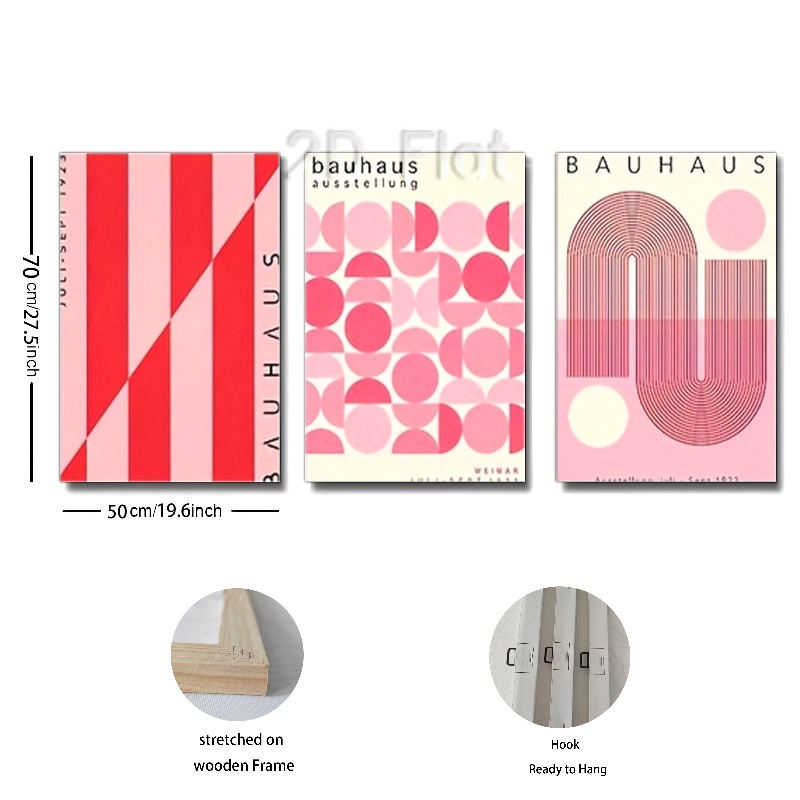 2D Flat
JULI-SEPT 1923
BAUHAUS
bauhaus
ausstellung
WEIMAR
JULI-SEPT 1923
BAUHAUS
Ausstellung juli - Sept 1923
70cm/27.5inch
50cm/19.6inch
stretched on
wooden Frame
Hook
Ready to Hang